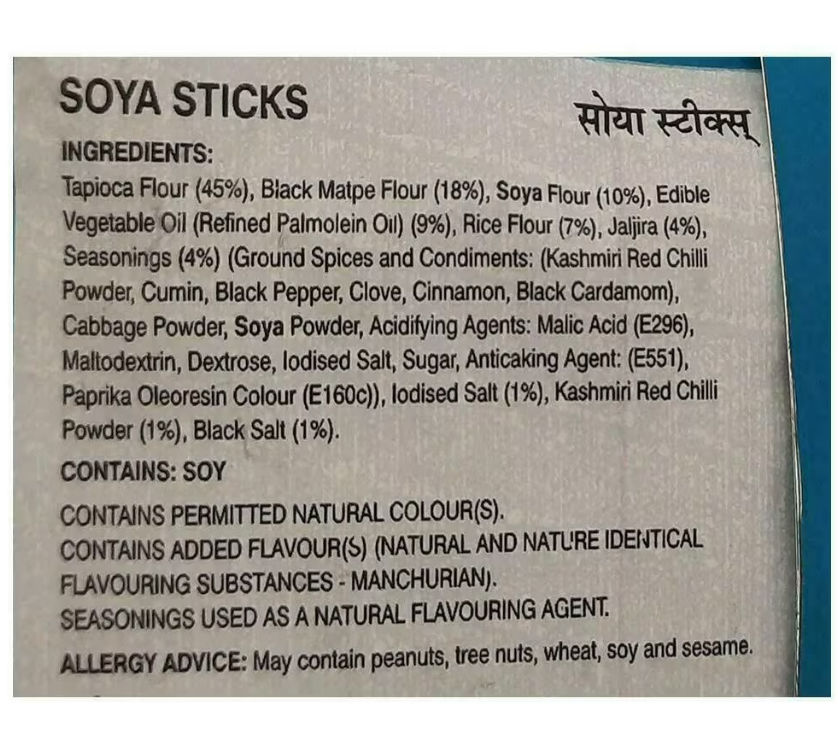 SOYA STICKS
सोया स्टीक्स्
INGREDIENTS:
Tapioca Flour (45%), Black Matpe Flour (18%), Soya Flour (10%), Edible
Vegetable Oil (Refined Palmolein Oil) (9%), Rice Flour (7%), Jaljira (4%),
Seasonings (4%) (Ground Spices and Condiments: (Kashmiri Red Chilli
Powder, Cumin, Black Pepper, Clove, Cinnamon, Black Cardamom),
Cabbage Powder, Soya Powder, Acidifying Agents: Malic Acid (E296),
Maltodextrin, Dextrose, Iodised Salt, Sugar, Anticaking Agent: (E551),
Paprika Oleoresin Colour (E160c)), Iodised Salt (1%), Kashmiri Red Chilli
Powder (1%), Black Salt (1%).
CONTAINS: SOY
CONTAINS PERMITTED NATURAL COLOUR(S).
CONTAINS ADDED FLAVOUR(S) (NATURAL AND NATURE IDENTICAL
FLAVOURING SUBSTANCES - MANCHURIAN).
SEASONINGS USED AS A NATURAL FLAVOURING AGENT.
ALLERGY ADVICE: May contain peanuts, tree nuts, wheat, soy and sesame.